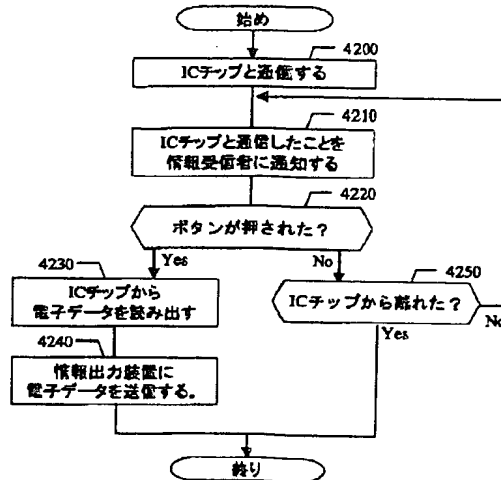 始め
4200
ICチップと通信する
4210
ICチップと通信したことを
情報受信者に通知する
4220
ボタンが押された？
Yes
No
4230
ICチップから
電子データを読み出す
4250
ICチップから離れた？
No
Yes
4240
情報出力装置に
電子データを送信する。
終り